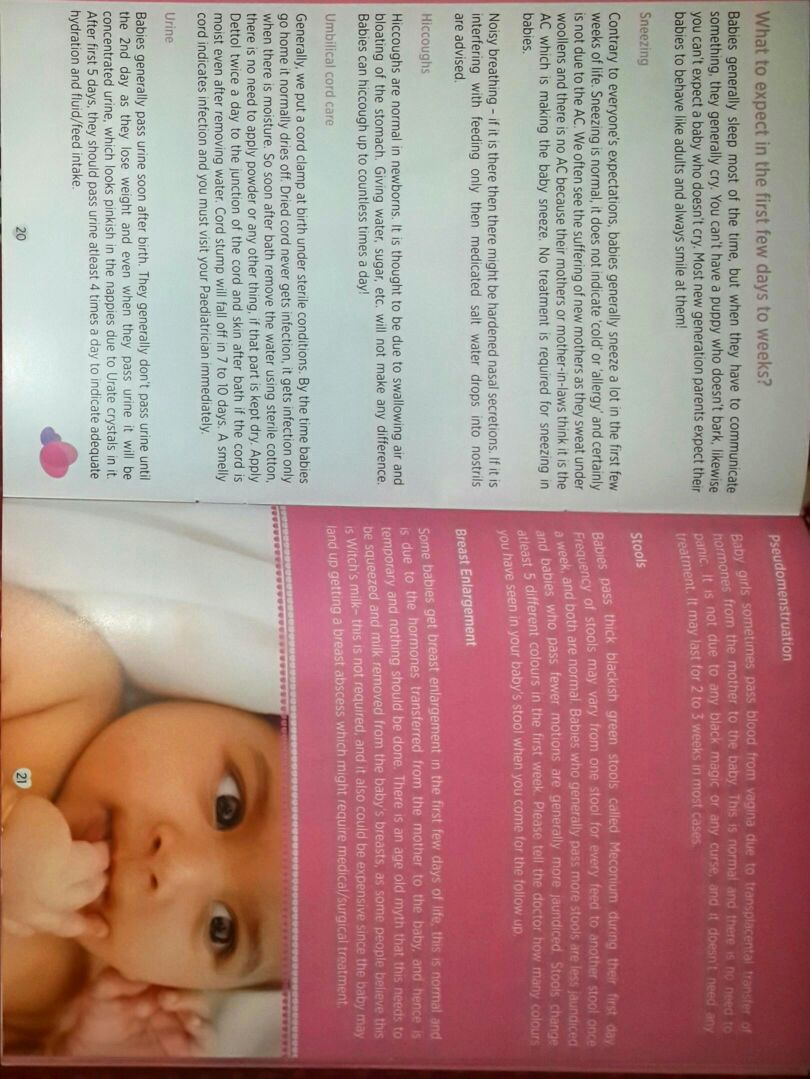 What to expect in the first few days to weeks?
Babies generally sleep most of the time, but when they have to communicate
something, they generally cry. You can't have a puppy who doesn't bark, likewise
you can't expect a baby who doesn't cry. Most new generation parents expect their
babies to behave like adults and always smile at them!
Sneezing
Contrary to everyone's expectations, babies generally sneeze a lot in the first few
weeks of life. Sneezing is normal, it does not indicate 'cold' or 'allergy' and certainly
is not due to the AC. We often see the suffering of new mothers as they sweat under
woollens and there is no AC because their mothers or mother-in-laws think it is the
AC which is making the baby sneeze. No treatment is required for sneezing in
babies.
Noisy breathing – if it is there then there might be hardened nasal secretions. If it is
interfering with feeding only then medicated salt water drops into nostrils
are advised.
Hiccoughs
Hiccoughs are normal in newborns. It is thought to be due to swallowing air and
bloating of the stomach. Giving water, sugar, etc. will not make any difference.
Babies can hiccough up to countless times a day!
Umbilical cord care
Generally, we put a cord clamp at birth under sterile conditions. By the time babies
go home it normally dries off. Dried cord never gets infection, it gets infection only
when there is moisture. So soon after bath remove the water using sterile cotton,
there is no need to apply powder or any other thing, if that part is kept dry. Apply
Dettol twice a day to the junction of the cord and skin after bath if the cord is
moist even after removing water. Cord stump will fall off in 7 to 10 days. A smelly
cord indicates infection and you must visit your Paediatrician immediately.
Urine
Babies generally pass urine soon after birth. They generally don't pass urine until
the 2nd day as they lose weight and even when they pass urine it will be
concentrated urine, which looks pinkish in the nappies due to Urate crystals in it.
After first 5 days, they should pass urine atleast 4 times a day to indicate adequate
hydration and fluid/feed intake.
20
Pseudomenstruation
Baby girls sometimes pass blood from vagina due to transplacental transfer of
hormones from the mother to the baby. This is normal and there is no need to
panic. It is not due to any black magic or any curse, and it doesn't need any
treatment. It may last for 2 to 3 weeks in most cases.
Stools
Babies pass thick blackish green stools called Meconium during their first day.
Frequency of stools may vary from one stool for every feed to another stool once
a week, and both are normal. Babies who generally pass more stools are less jaundiced
and babies who pass fewer motions are generally more jaundiced. Stools change
atleast 5 different colours in the first week. Please tell the doctor how many colours
you have seen in your baby's stool when you come for the follow up.
Breast Enlargement
Some babies get breast enlargement in the first few days of life, this is normal and
is due to the hormones transferred from the mother to the baby, and hence is
temporary and nothing should be done. There is an age old myth that this needs to
be squeezed and milk removed from the baby's breasts, as some people believe this
is Witch's milk– this is not required, and it also could be expensive since the baby may
land up getting a breast abscess which might require medical/surgical treatment.
21